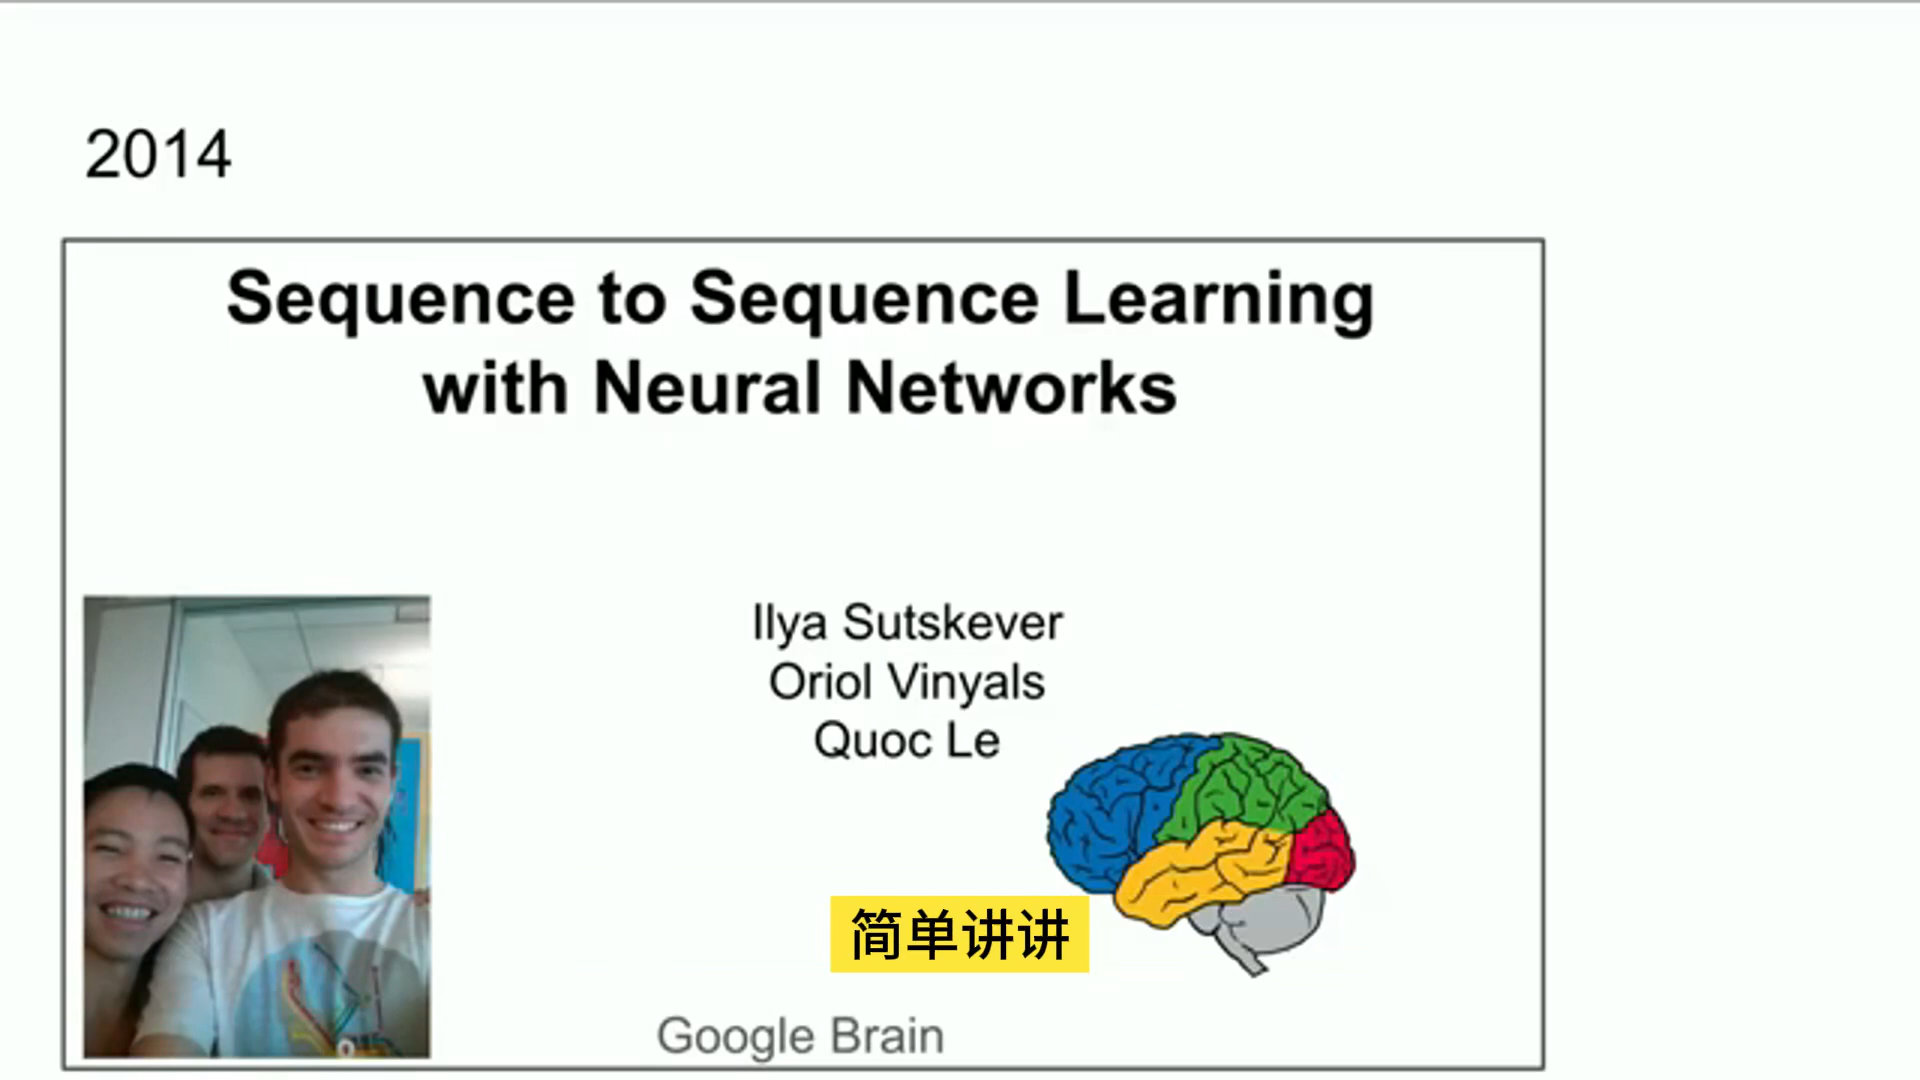 2014
Sequence to Sequence Learning
with Neural Networks
Ilya Sutskever
Oriol Vinyals
Quoc Le
简单讲讲
Google Brain